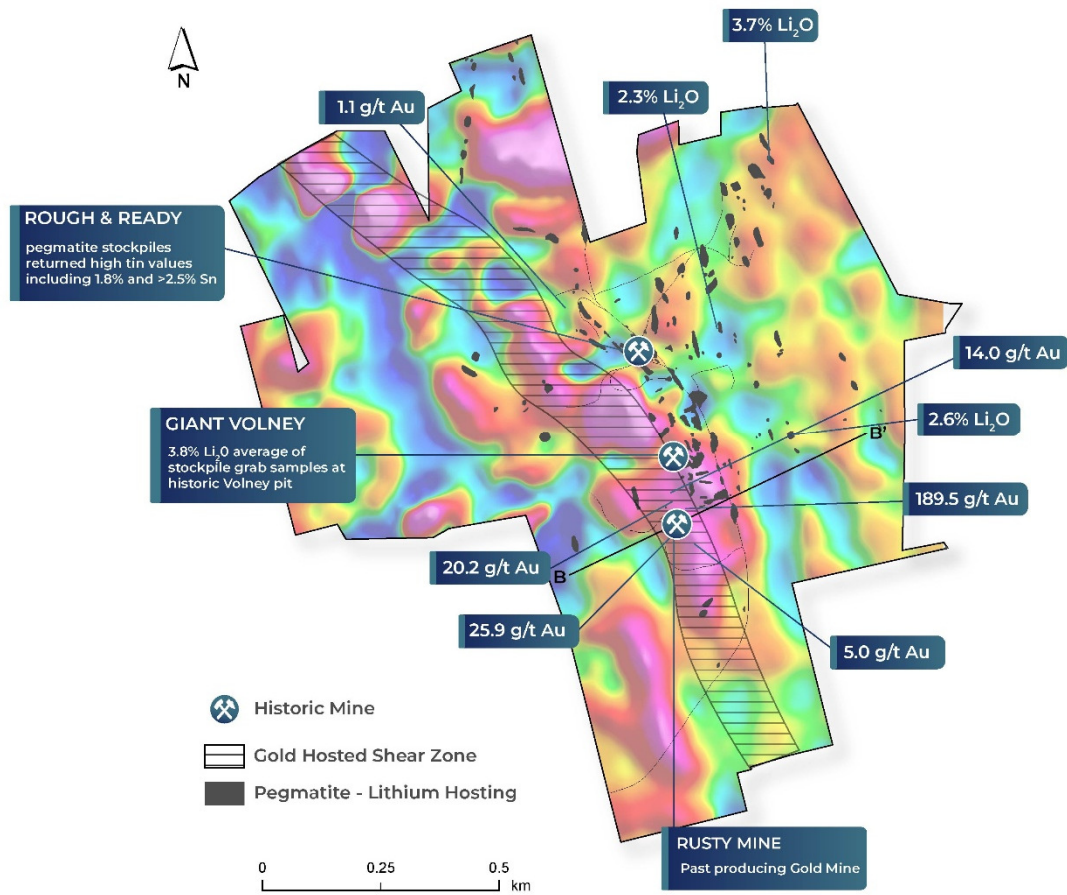 3.7% Li₂O
2.3% Li₂O
1.1 g/t Au
N
ROUGH & READY
pegmatite stockpiles
returned high tin values
including 1.8% and >2.5% Sn
14.0 g/t Au
2.6% Li₂O
B'
GIANT VOLNEY
3.8% Li₂0 average of
stockpile grab samples at
historic Volney pit
189.5 g/t Au
20.2 g/t Au
B
25.9 g/t Au
5.0 g/t Au
Historic Mine
Gold Hosted Shear Zone
Pegmatite - Lithium Hosting
RUSTY MINE
Past producing Gold Mine
0 0.25 0.5
km